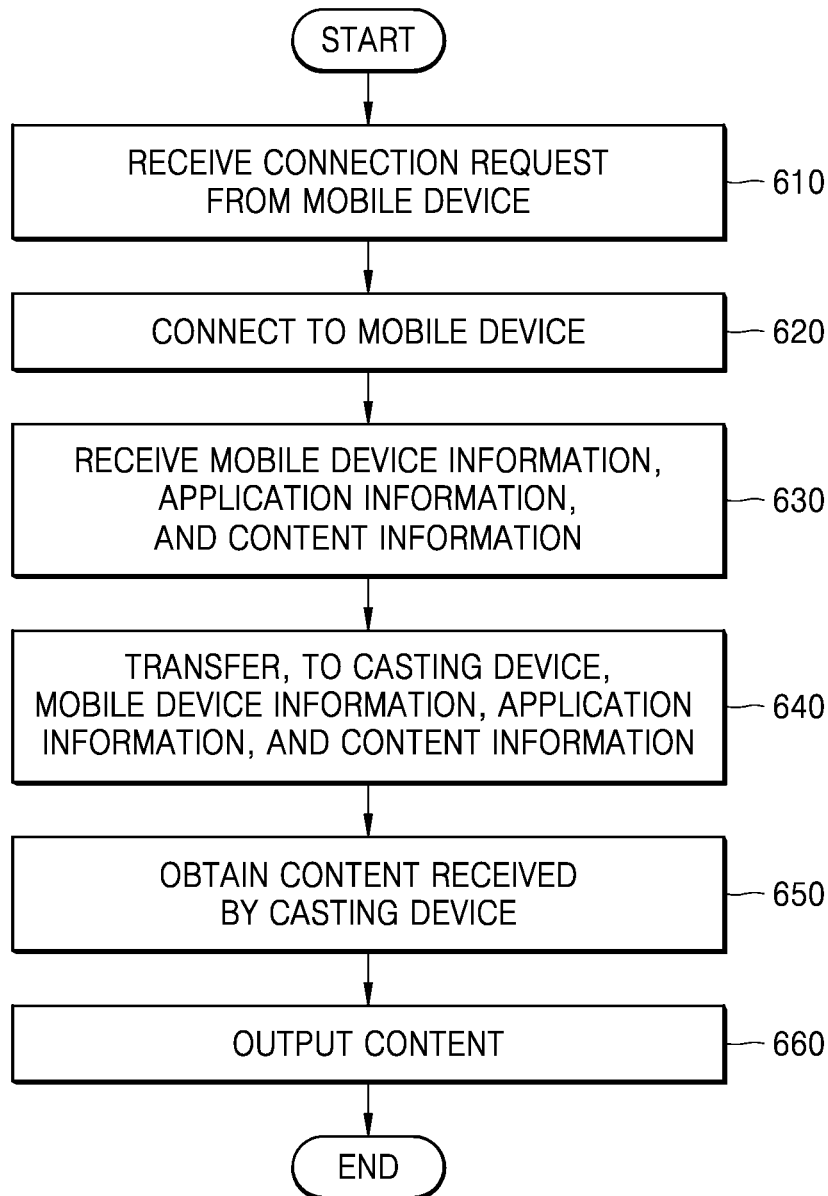 START
RECEIVE CONNECTION REQUEST
FROM MOBILE DEVICE
610
CONNECT TO MOBILE DEVICE
620
RECEIVE MOBILE DEVICE INFORMATION,
APPLICATION INFORMATION,
AND CONTENT INFORMATION
630
TRANSFER, TO CASTING DEVICE,
MOBILE DEVICE INFORMATION, APPLICATION
INFORMATION, AND CONTENT INFORMATION
640
OBTAIN CONTENT RECEIVED
BY CASTING DEVICE
650
OUTPUT CONTENT
660
END